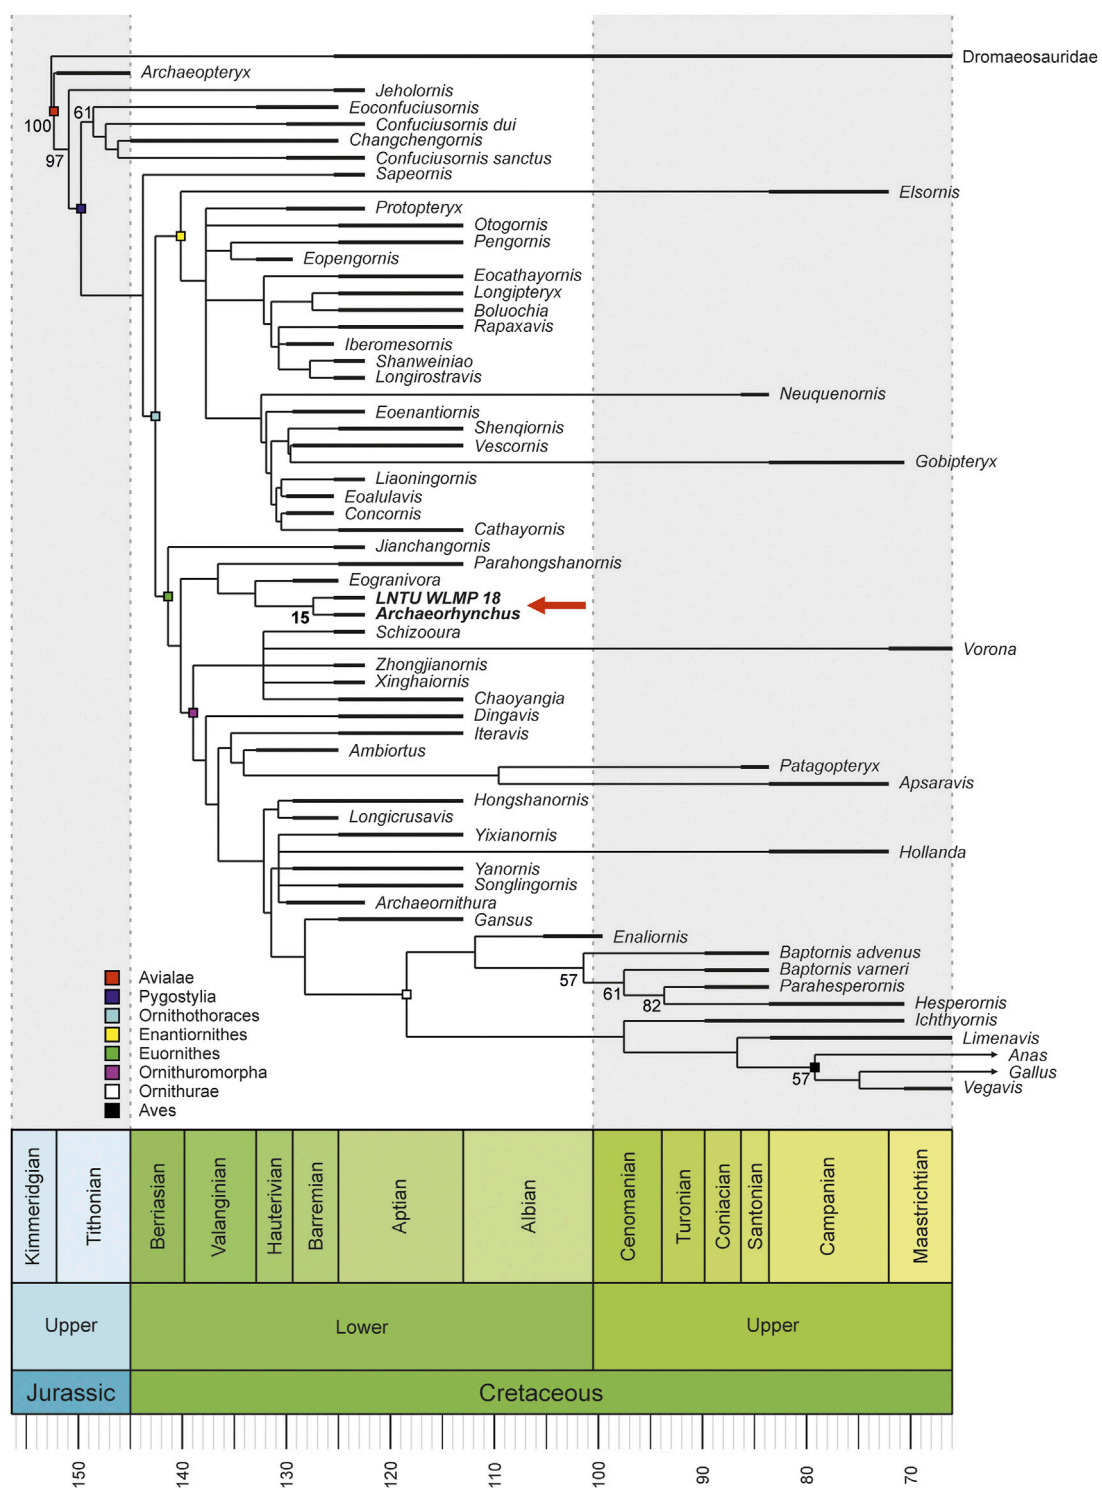 Dromaeosauridae
Archaeopteryx
Jeholornis
61
Eoconfuciusornis
100
Confuciusornis dui
Changchengornis
97
Confuciusornis sanctus
Sapeornis
Elsornis
Protopteryx
Otogornis
Pengornis
Eopengornis
Eocathayornis
Longipteryx
Boluochia
Rapaxavis
Iberomesornis
Shanweiniao
Longirostravis
Neuquenornis
Eoenantiornis
Shenqiornis
Vescornis
Gobipteryx
Liaoningornis
Eoalulavis
Concornis
Cathayornis
Jianchangornis
Parahongshanornis
Eogranivora
LNTU WLMP 18
15
Archaeorhynchus
Schizooura
Vorona
Zhongjianornis
Xinghaiornis
Chaoyangia
Dingavis
Iteravis
Ambiortus
Patagopteryx
Apsaravis
Hongshanornis
Longicrusavis
Yixianornis
Hollanda
Yanornis
Songlingornis
Archaeornithura
Gansus
Enaliornis
Baptornis advenus
57
Baptornis varneri
61
Parahesperornis
82
Hesperornis
Ichthyornis
Limenavis
Anas
57
Gallus
Vegavis
Avialae
Pygostylia
Ornithothoraces
Enantiornithes
Euornithes
Ornithuromorpha
Ornithurae
Aves
Kimmeridgian
Tithonian
Berriasian
Valanginian
Hauterivian
Barremian
Aptian
Albian
Cenomanian
Turonian
Coniacian
Santonian
Campanian
Maastrichtian
Upper
Lower
Upper
Jurassic
Cretaceous
150
140
130
120
110
100
90
80
70